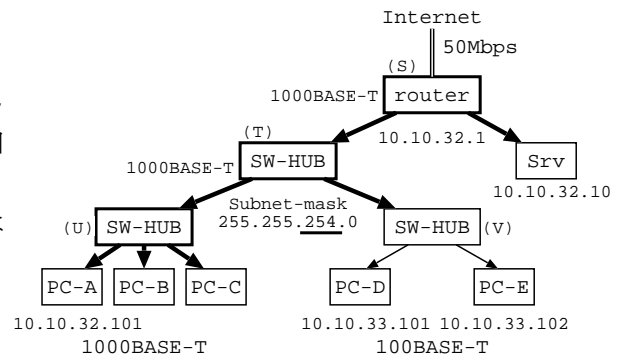 Internet
50Mbps
(S)
1000BASE-T
router
(T)
10.10.32.1
1000BASE-T
SW-HUB
Srv
10.10.32.10
Subnet-mask
255.255.254.0
(U)
SW-HUB
SW-HUB
(V)
PC-A
PC-B
PC-C
PC-D
PC-E
10.10.32.101
10.10.33.101
10.10.33.102
1000BASE-T
100BASE-T